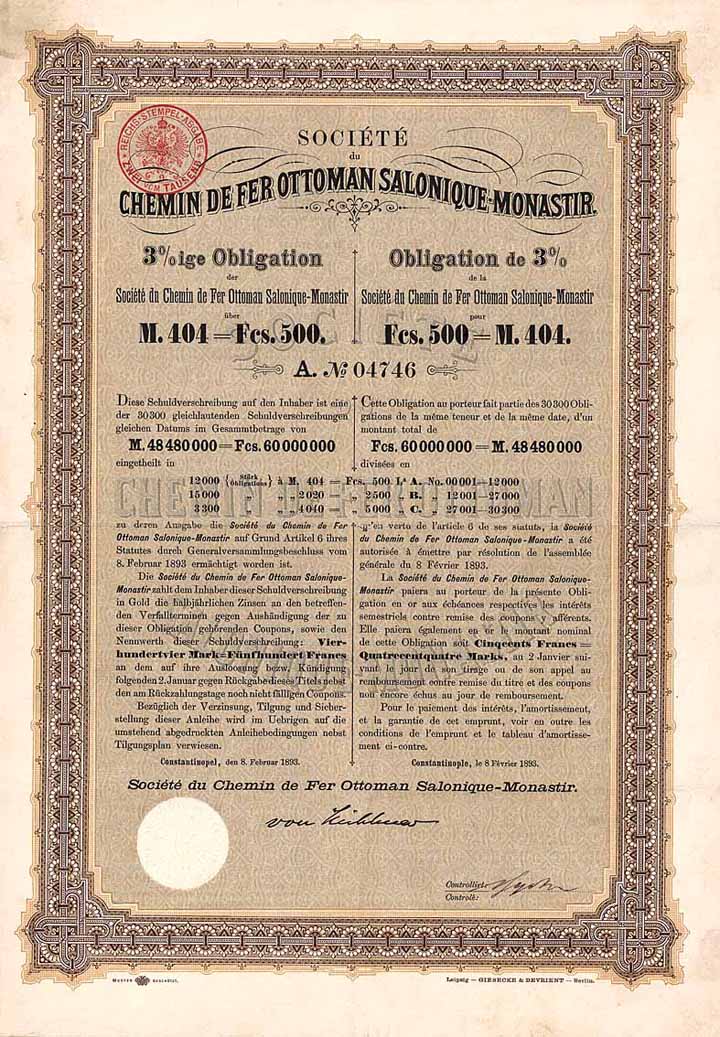 SOCIÉTÉ
du
CHEMIN DE FER OTTOMAN SALONIQUE-MONASTIR.
REICHS-STEMPEL-ABGABE
ZWEI VOM TAUSEND
3%ige Obligation
der
Société du Chemin de Fer Ottoman Salonique-Monastir
über
M. 404 = Fcs. 500.
Obligation de 3%
de la
Société du Chemin de Fer Ottoman Salonique-Monastir
pour
Fcs. 500 = M. 404.
A. No 04746
Diese Schuldverschreibung auf den Inhaber ist eine
der 30300 gleichlautenden Schuldverschreibungen
gleichen Datums im Gesammtbetrage von
M. 48480000 = Fcs. 60000000
eingetheilt in
Cette Obligation au porteur fait partie des 30300 Obli-
gations de la même teneur et de la même date, d'un
montant total de
Fcs. 60000000 = M. 48480000
divisées en
12000 {Stück obligations} à M. 404 = Fcs. 500 La A. No. 00001–12000
15000 „ „ 2020 „ 2500 „ B. „ 12001–27000
3300 „ „ 4040 „ 5000 „ C. „ 27001–30300
zu deren Ausgabe die Société du Chemin de Fer
Ottoman Salonique-Monastir auf Grund Artikel 6 ihres
Statutes durch Generalversammlungsbeschluss vom
8. Februar 1893 ermächtigt worden ist.
Die Société du Chemin de Fer Ottoman Salonique-
Monastir zahlt dem Inhaber dieser Schuldverschreibung
in Gold die halbjährlichen Zinsen an den betreffen-
den Verfallterminen gegen Aushändigung der zu
dieser Obligation gehörenden Coupons, sowie den
Nennwerth dieser Schuldverschreibung: Vier-
hundertvier Mark=Fünfhundert Francs
an dem auf ihre Ausloosung bezw. Kündigung
folgenden 2. Januar gegen Rückgabe dieses Titels nebst
den am Rückzahlungstage noch nicht fälligen Coupons.
Bezüglich der Verzinsung, Tilgung und Sicher-
stellung dieser Anleihe wird im Uebrigen auf die
umstehend abgedruckten Anleihebedingungen nebst
Tilgungsplan verwiesen.
Constantinopel, den 8. Februar 1893.
qu'en vertu de l'article 6 de ses statuts, la Société
du Chemin de Fer Ottoman Salonique-Monastir a été
autorisée à émettre par résolution de l'assemblée
générale du 8 Février 1893.
La Société du Chemin de Fer Ottoman Salonique-
Monastir paiera au porteur de la présente Obli-
gation en or aux échéances respectives les intérêts
semestriels contre remise des coupons y afférents.
Elle paiera également en or le montant nominal
de cette Obligation soit Cinqcents Francs =
Quatrecentquatre Marks, au 2 Janvier sui-
vant le jour de son tirage ou de son appel au
remboursement contre remise du titre et des coupons
non encore échus au jour de remboursement.
Pour le paiement des intérêts, l'amortissement,
et la garantie de cet emprunt, voir en outre les
conditions de l'emprunt et le tableau d'amortisse-
ment ci-contre.
Constantinople, le 8 Février 1893.
Société du Chemin de Fer Ottoman Salonique-Monastir.
Controllirt:
Controlé:
MUSTER GESCHÜTZT.
Leipzig — GIESECKE & DEVRIENT — Berlin.